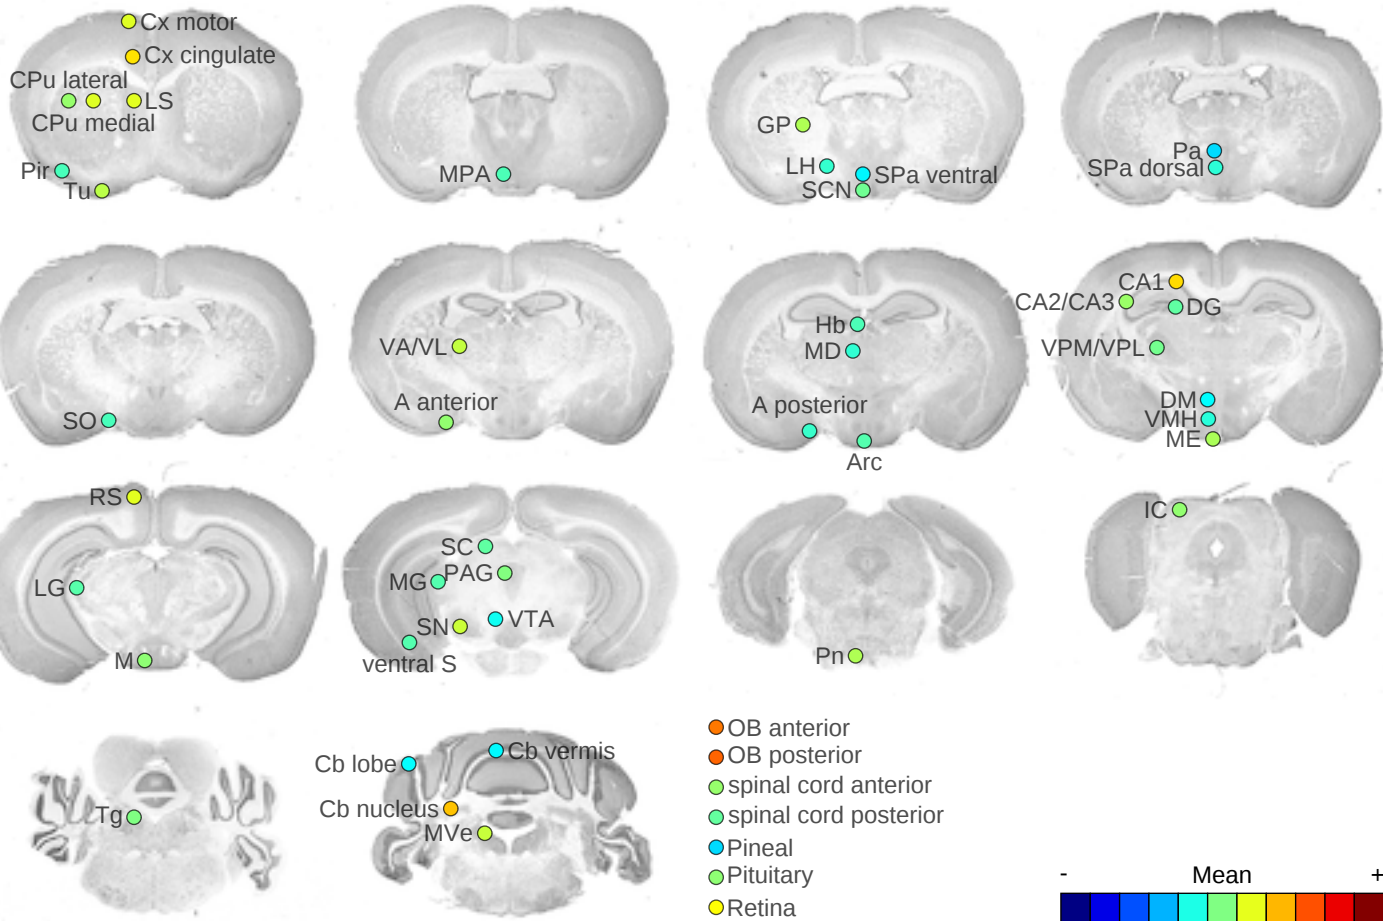 Cx motor
Cx cingulate
CPu lateral
LS
CPu medial
Pir
Tu
MPA
GP
LH
SPa ventral
SCN
Pa
SPa dorsal
SO
VA/VL
A anterior
Hb
MD
A posterior
Arc
CA1
CA2/CA3
DG
VPM/VPL
DM
VMH
ME
RS
LG
M
SC
PAG
MG
SN
VTA
ventral S
Pn
IC
Tg
Cb lobe
Cb vermis
Cb nucleus
MVe
OB anterior
OB posterior
spinal cord anterior
spinal cord posterior
Pineal
Pituitary
Retina
- Mean +